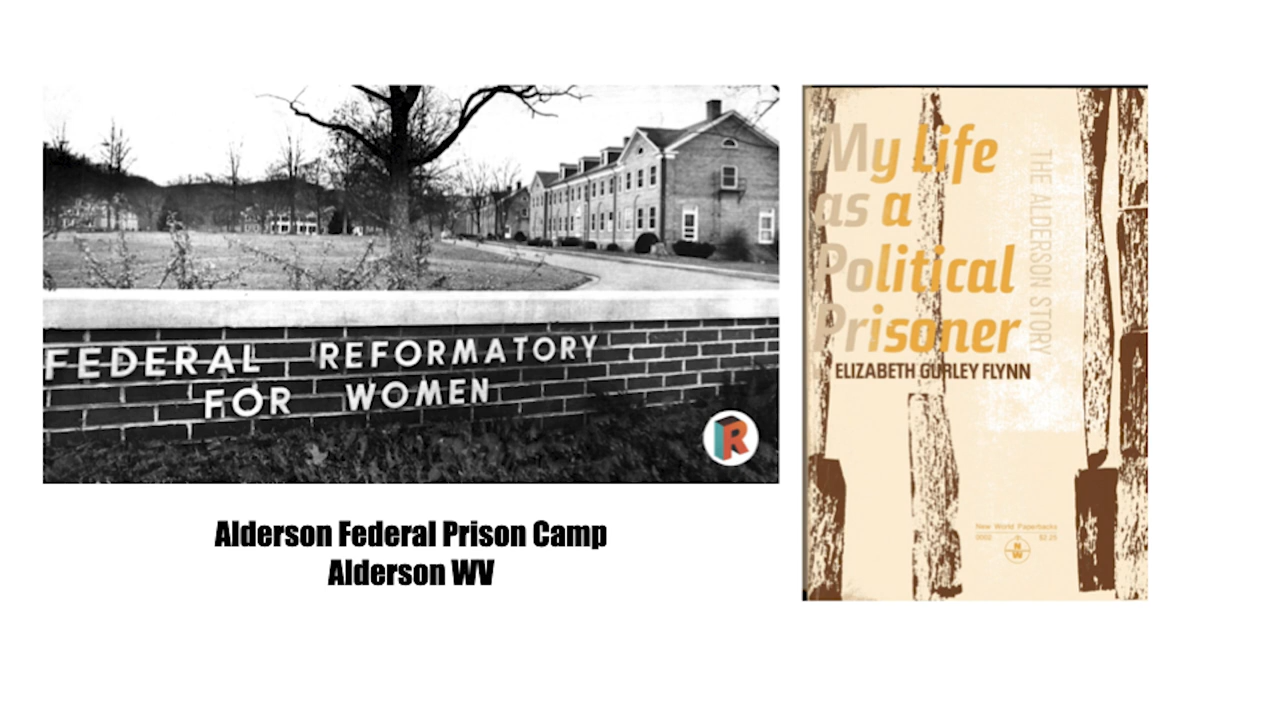 FEDERAL REFORMATORY
FOR WOMEN
R
Alderson Federal Prison Camp
Alderson WV
My Life
as a
Political
Prisoner
THE ALDERSON STORY
ELIZABETH GURLEY FLYNN
New World Paperbacks
0052 $2.25
N
W